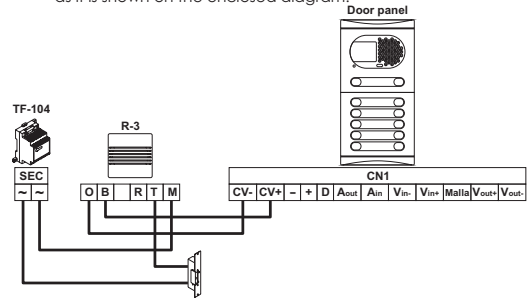 as it is shown on the enclosed diagram.
Door panel
TF-104
R-3
SEC
CN1
~ ~
O B R T M
CV- CV+ – + D Aout Ain Vin- Vin+ Malla Vout+ Vout-